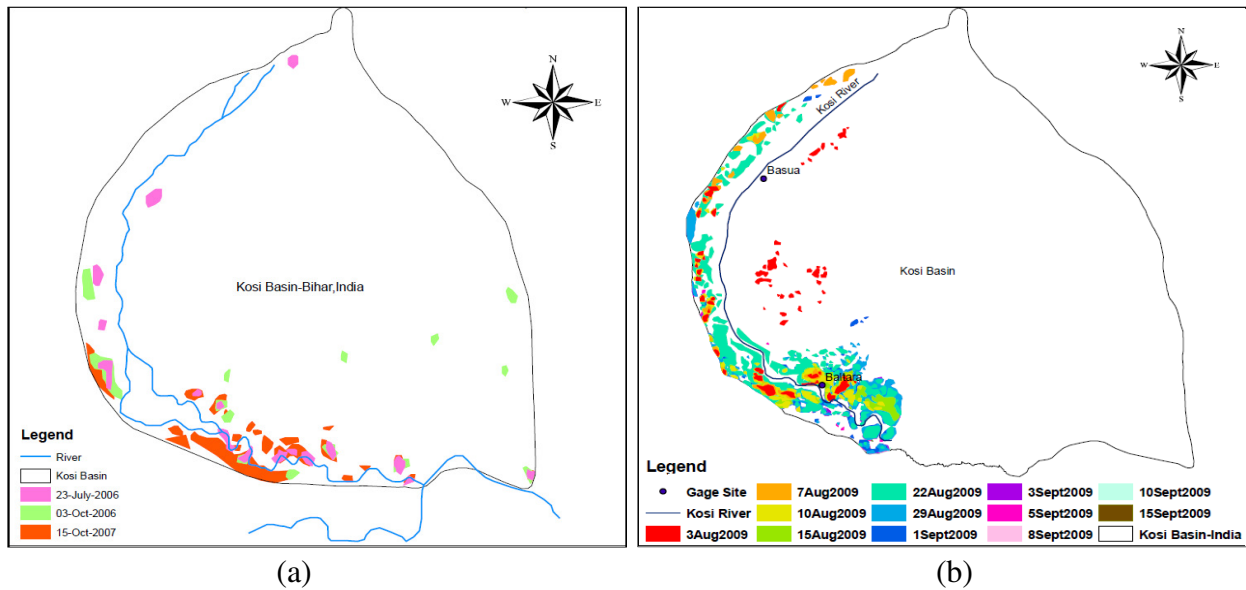 N
W
E
S
Kosi Basin-Bihar,India
Legend
River
Kosi Basin
23-July-2006
03-Oct-2006
15-Oct-2007
(a)
N
W
E
S
Kosi River
Basua
Kosi Basin
Baltara
Legend
Gage Site 7Aug2009 22Aug2009 3Sept2009 10Sept2009
Kosi River 10Aug2009 29Aug2009 5Sept2009 15Sept2009
3Aug2009 15Aug2009 1Sept2009 8Sept2009 Kosi Basin-India
(b)